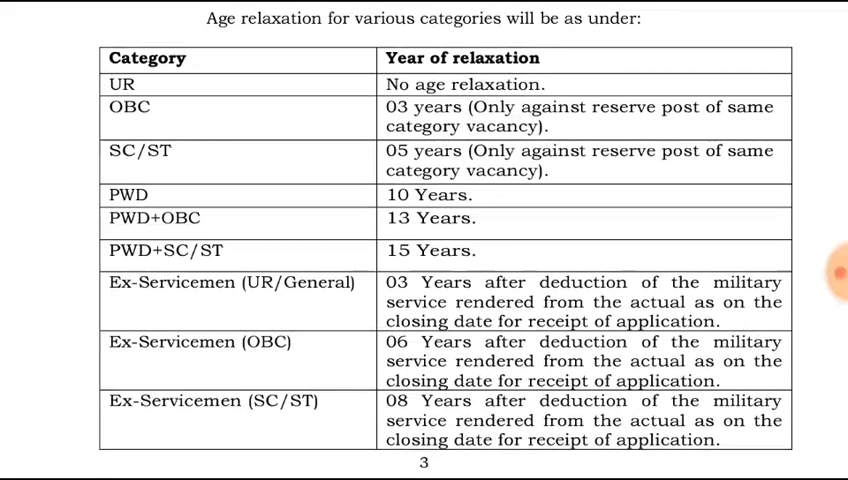 Age relaxation for various categories will be as under:
Category Year of relaxation
UR No age relaxation.
OBC 03 years (Only against reserve post of same
category vacancy).
SC/ST 05 years (Only against reserve post of same
category vacancy).
PWD 10 Years.
PWD+OBC 13 Years.
PWD+SC/ST 15 Years.
Ex-Servicemen (UR/General) 03 Years after deduction of the military
service rendered from the actual as on the
closing date for receipt of application.
Ex-Servicemen (OBC) 06 Years after deduction of the military
service rendered from the actual as on the
closing date for receipt of application.
Ex-Servicemen (SC/ST) 08 Years after deduction of the military
service rendered from the actual as on the
closing date for receipt of application.
3